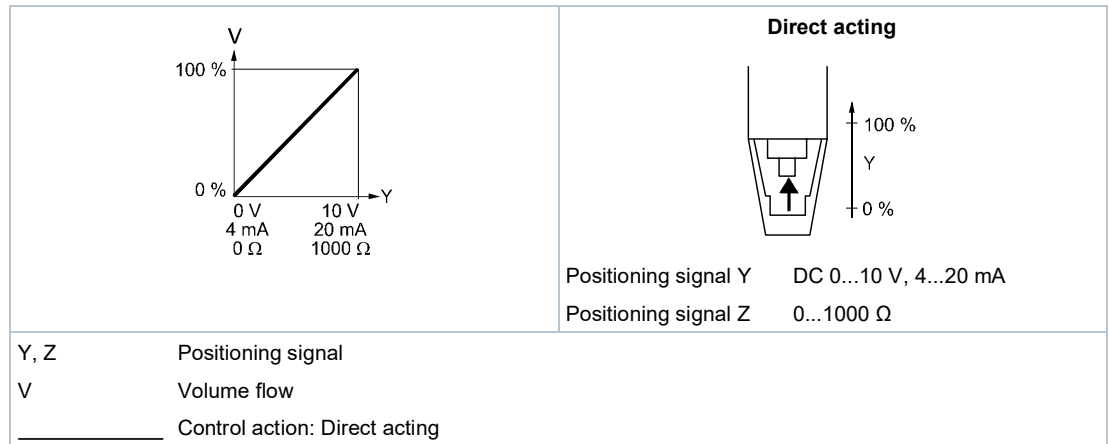 V
100 %
0 %
Y
0 V 10 V
4 mA 20 mA
0 Ω 1000 Ω
Direct acting
100 %
Y
0 %
Positioning signal Y DC 0...10 V, 4...20 mA
Positioning signal Z 0...1000 Ω
Y, Z Positioning signal
V Volume flow
Control action: Direct acting